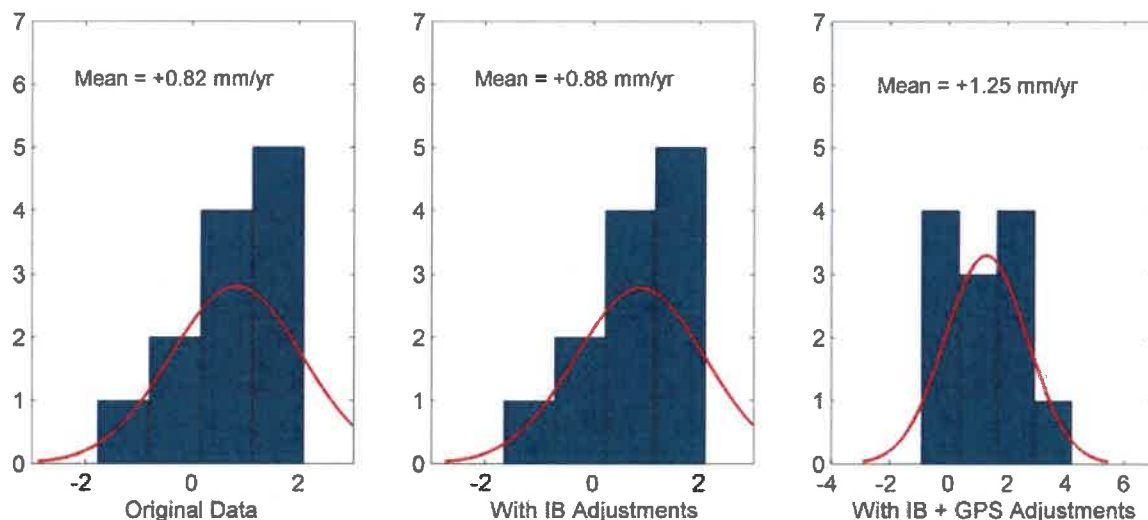 7
6
5
4
3
2
1
0
Mean = +0.82 mm/yr
-2 0 2
Original Data
7
6
5
4
3
2
1
0
Mean = +0.88 mm/yr
-2 0 2
With IB Adjustments
7
6
5
4
3
2
1
0
Mean = +1.25 mm/yr
-4 -2 0 2 4 6
With IB + GPS Adjustments